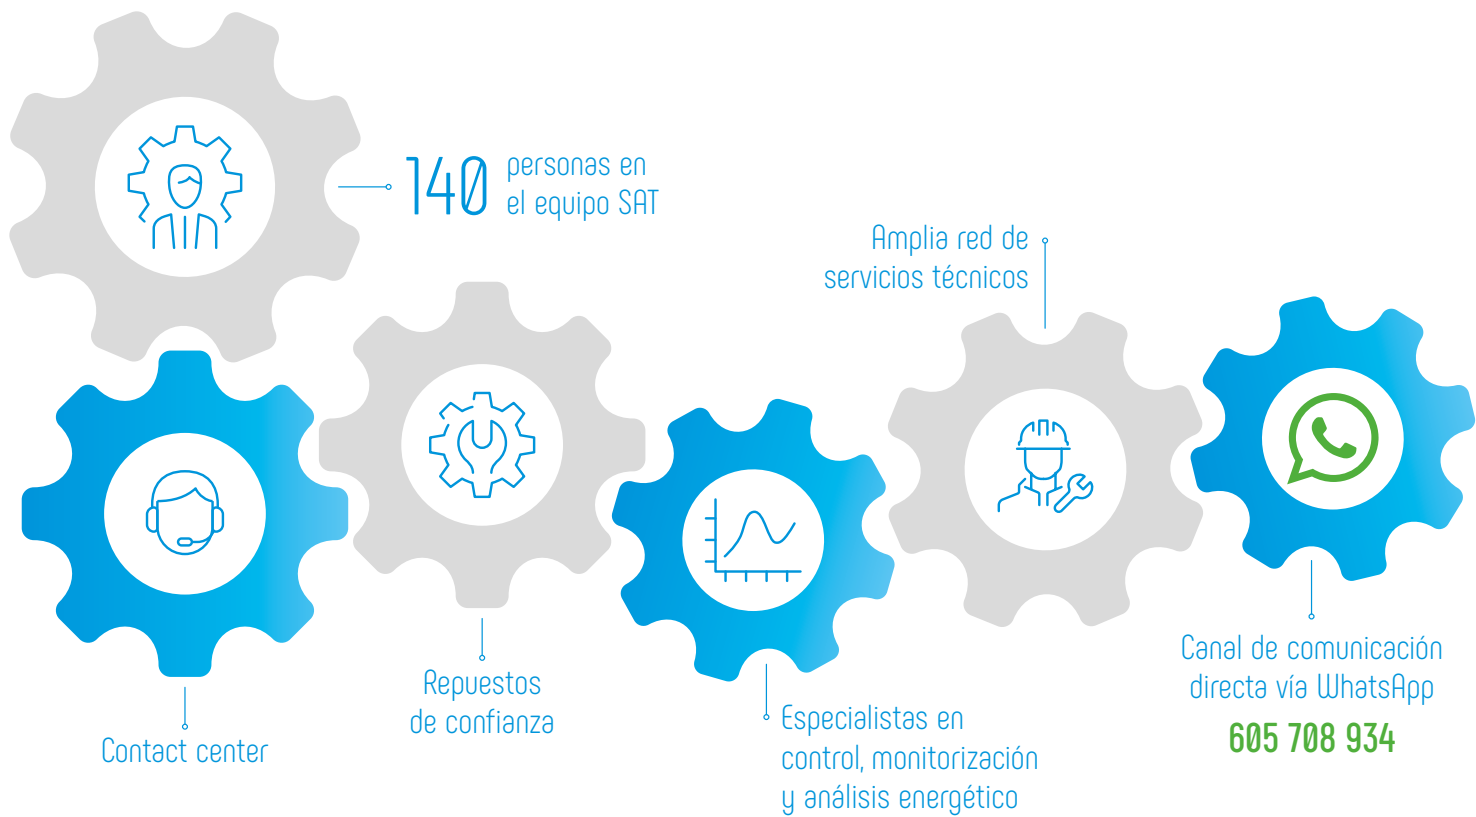 140
personas en
el equipo SAT
Amplia red de
servicios técnicos
Contact center
Repuestos
de confianza
Especialistas en
control, monitorización
y análisis energético
Canal de comunicación
directa vía WhatsApp
605 708 934